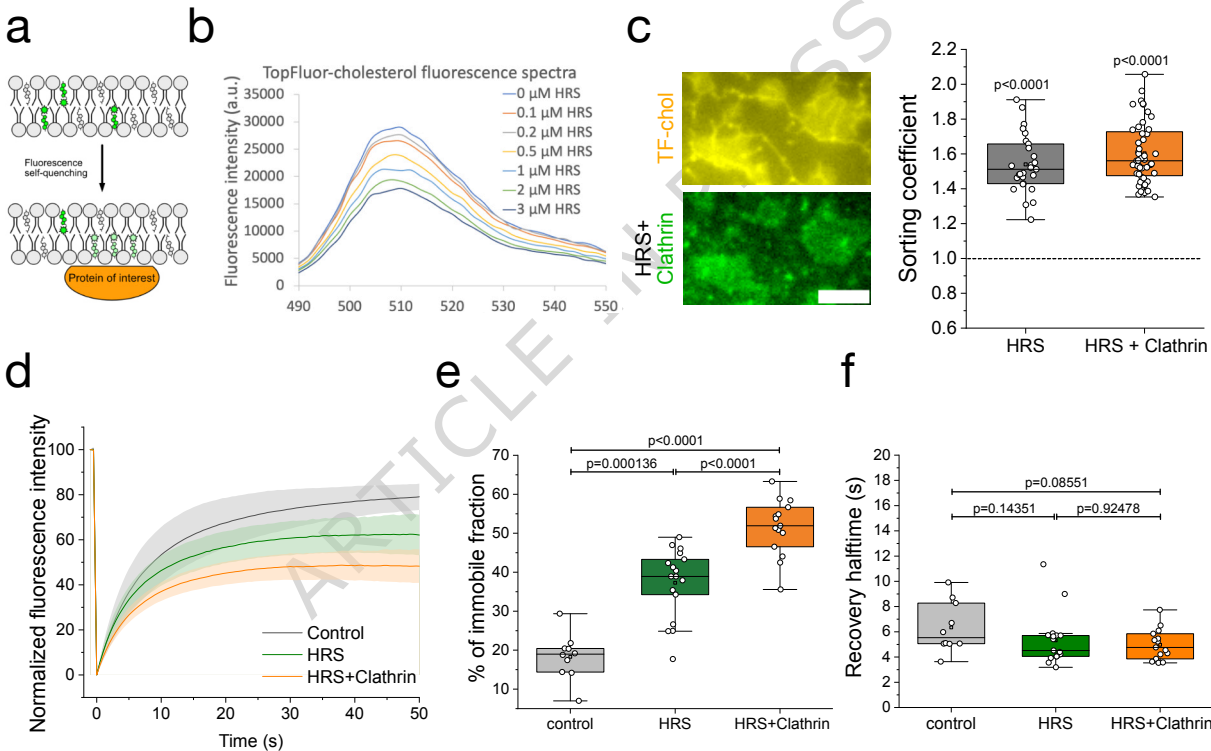 a
Fluorescence
self-quenching
Protein of interest
b
TopFluor-cholesterol fluorescence spectra
Fluorescence intensity (a.u.)
35000
30000
25000
20000
15000
10000
5000
0
490
500
510
520
530
540
550
0 µM HRS
0.1 µM HRS
0.2 µM HRS
0.5 µM HRS
1 µM HRS
2 µM HRS
3 µM HRS
c
TF-chol
HRS+
Clathrin
Sorting coefficient
2.2
2.0
1.8
1.6
1.4
1.2
1.0
0.8
0.6
p<0.0001
p<0.0001
HRS
HRS + Clathrin
ARTICLE IN PRESS
d
Normalized fluorescence intensity
100
80
60
40
20
0
0
10
20
30
40
50
Time (s)
Control
HRS
HRS+Clathrin
e
% of immobile fraction
70
60
50
40
30
20
10
p<0.0001
p=0.000136
p<0.0001
control
HRS
HRS+Clathrin
f
Recovery halftime (s)
20
18
16
14
12
10
8
6
4
2
0
p=0.08551
p=0.14351
p=0.92478
control
HRS
HRS+Clathrin